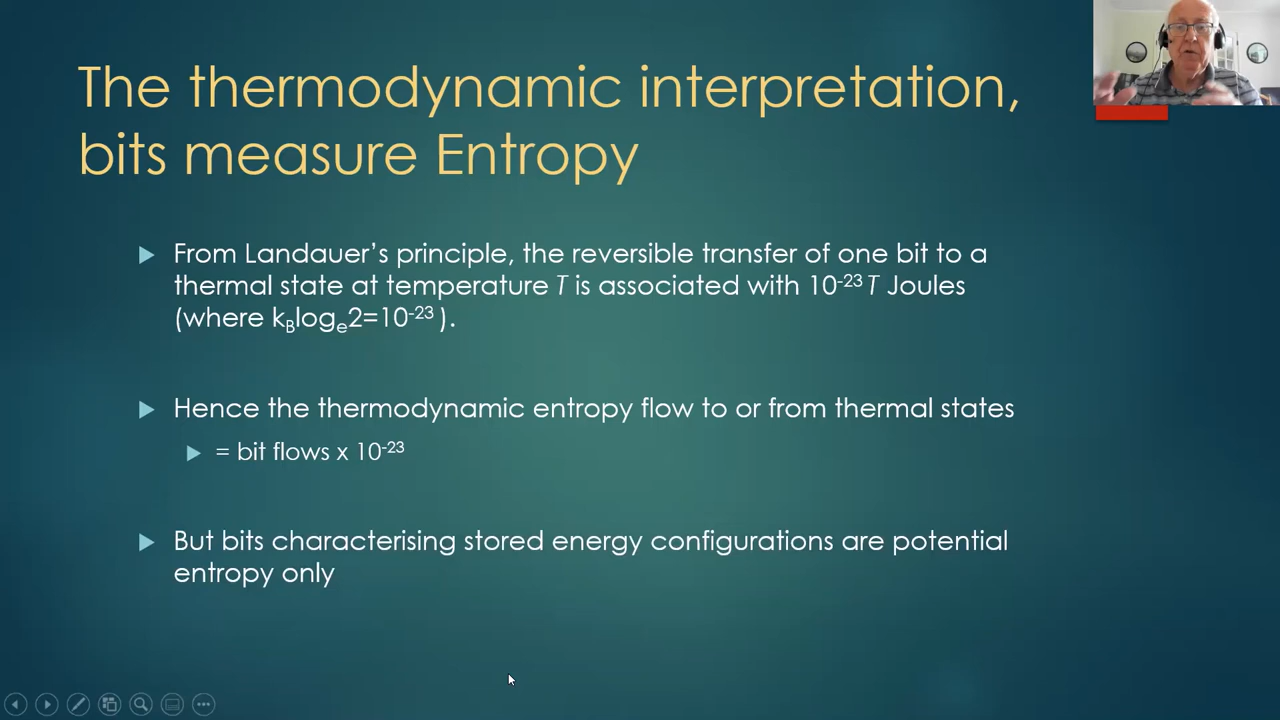 The thermodynamic interpretation,
bits measure Entropy
From Landauer’s principle, the reversible transfer of one bit to a
thermal state at temperature T is associated with 10⁻²³ T Joules
(where k_Blog_e2=10⁻²³ ).
Hence the thermodynamic entropy flow to or from thermal states
= bit flows x 10⁻²³
But bits characterising stored energy configurations are potential
entropy only